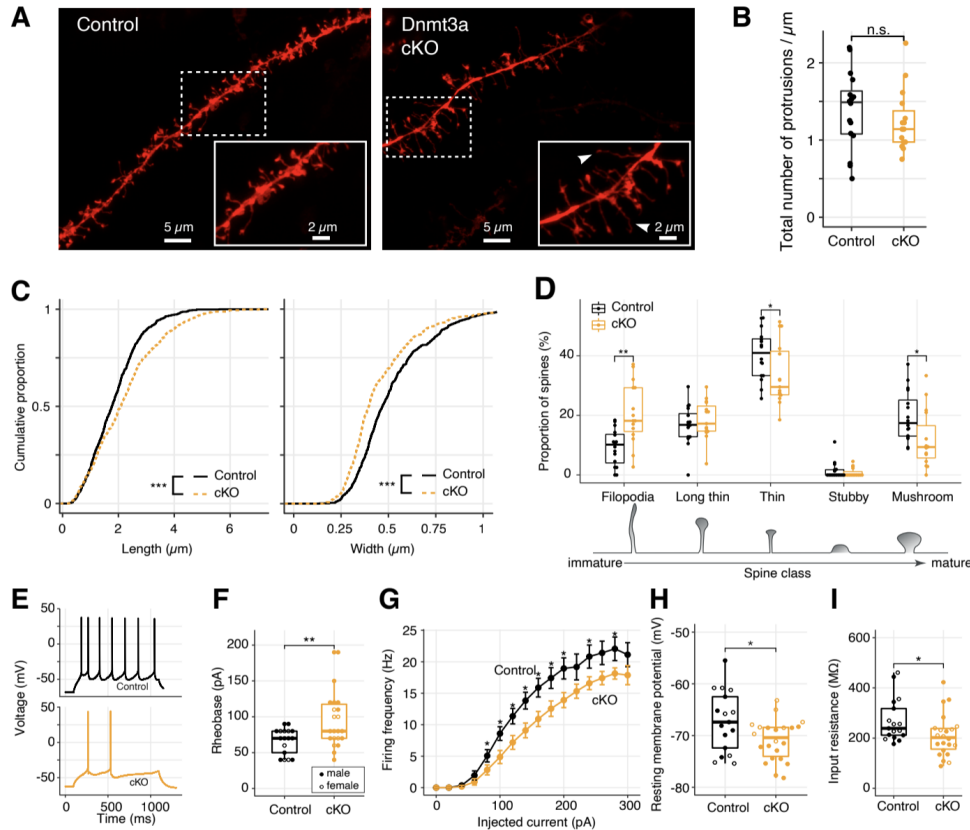 A
Control
5 µm
2 µm
Dnmt3a
cKO
5 µm
2 µm
B
n.s.
Total number of protrusions / µm
2
1
0
Control cKO
C
Cumulative proportion
1
0.5
0
Control
cKO
***
0 2 4 6
Length (µm)
Control
cKO
***
0 0.25 0.5 0.75 1
Width (µm)
D
Control
cKO
Proportion of spines (%)
40
20
0
**
*
*
Filopodia Long thin Thin Stubby Mushroom
immature mature
Spine class
E
Voltage (mV)
50
0
-50
Control
50
0
-50
cKO
0 500 1000
Time (ms)
F
Rheobase (pA)
200
150
100
50
0
**
male
female
Control cKO
G
Firing frequency (Hz)
25
20
15
10
5
0
Control
cKO
* * * * * * * * *
0 100 200 300
Injected current (pA)
H
Resting membrane potential (mV)
-50
-60
-70
-80
*
Control cKO
I
Input resistance (MΩ)
600
400
200
0
*
Control cKO